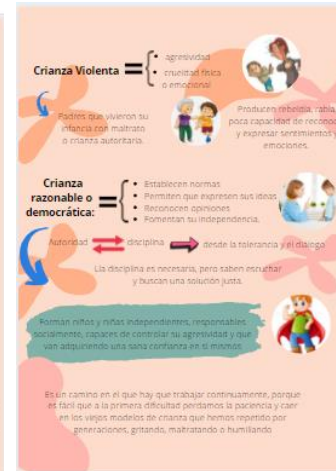 Crianza Violenta =
• agresividad
• crueldad física
o emocional
Padres que vivieron su
infancia con maltrato
o crianza autoritaria.
Producen rebeldía, rabia,
poca capacidad de
y expresar sentimientos y
emociones.
Crianza
razonable o
democrática: =
• Establecen normas
• Permiten que expresen sus ideas
• Reconocen opiniones
• Fomentan su independencia.
Autoridad disciplina desde la tolerancia y el dialogo
La disciplina es necesaria, pero saben escuchar
y buscan una solución justa.
Forman niños y niñas independientes, responsables
socialmente, capaces de controlar su agresividad y que
van adquiriendo una sana confianza en si mismos
Es un camino en el que hay que trabajar continuamente, porque
es fácil que a la primera dificultad perdamos la paciencia y caer
en los viejos modelos de crianza que hemos repetido por
generaciones, gritando, maltratando o humillando